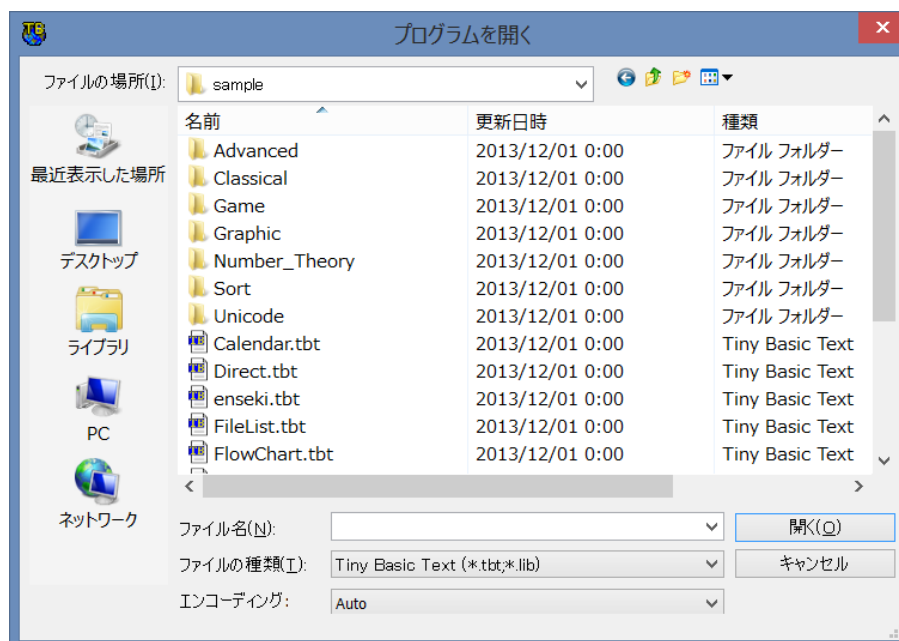 プログラムを開く
ファイルの場所(I): sample
名前 更新日時 種類
Advanced 2013/12/01 0:00 ファイル フォルダー
Classical 2013/12/01 0:00 ファイル フォルダー
Game 2013/12/01 0:00 ファイル フォルダー
Graphic 2013/12/01 0:00 ファイル フォルダー
Number_Theory 2013/12/01 0:00 ファイル フォルダー
Sort 2013/12/01 0:00 ファイル フォルダー
Unicode 2013/12/01 0:00 ファイル フォルダー
Calendar.tbt 2013/12/01 0:00 Tiny Basic Text
Direct.tbt 2013/12/01 0:00 Tiny Basic Text
enseki.tbt 2013/12/01 0:00 Tiny Basic Text
FileList.tbt 2013/12/01 0:00 Tiny Basic Text
FlowChart.tbt 2013/12/01 0:00 Tiny Basic Text
最近表示した場所
デスクトップ
ライブラリ
PC
ネットワーク
ファイル名(N): 開く(O)
ファイルの種類(T): Tiny Basic Text (*.tbt;*.lib) キャンセル
エンコーディング: Auto